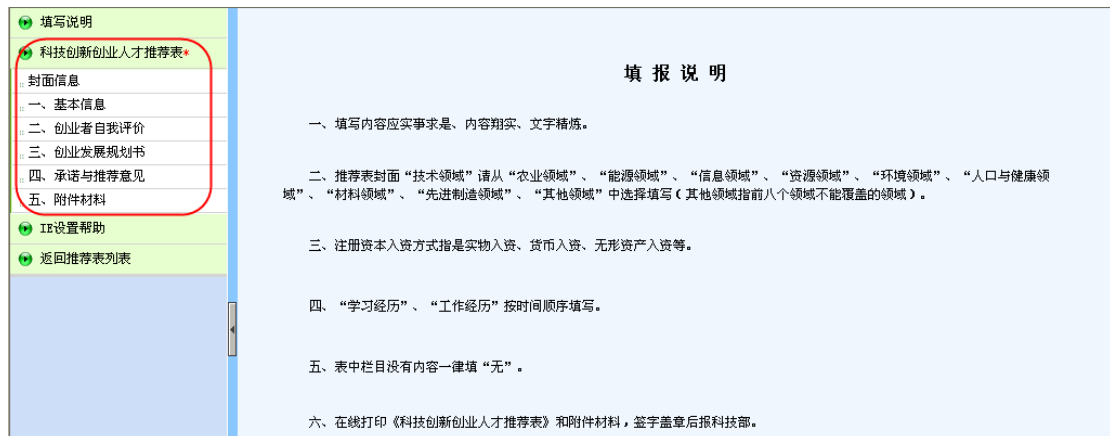 填写说明
科技创新创业人才推荐表*
封面信息
一、基本信息
二、创业者自我评价
三、创业发展规划书
四、承诺与推荐意见
五、附件材料
IE设置帮助
返回推荐表列表
填 报 说 明
一、填写内容应实事求是、内容翔实、文字精炼。
二、推荐表封面“技术领域”请从“农业领域”、“能源领域”、“信息领域”、“资源领域”、“环境领域”、“人口与健康领
域”、“材料领域”、“先进制造领域”、“其他领域”中选择填写(其他领域指前八个领域不能覆盖的领域)。
三、注册资本入资方式指是实物入资、货币入资、无形资产入资等。
四、“学习经历”、“工作经历”按时间顺序填写。
五、表中栏目没有内容一律填“无”。
六、在线打印《科技创新创业人才推荐表》和附件材料,签字盖章后报科技部。